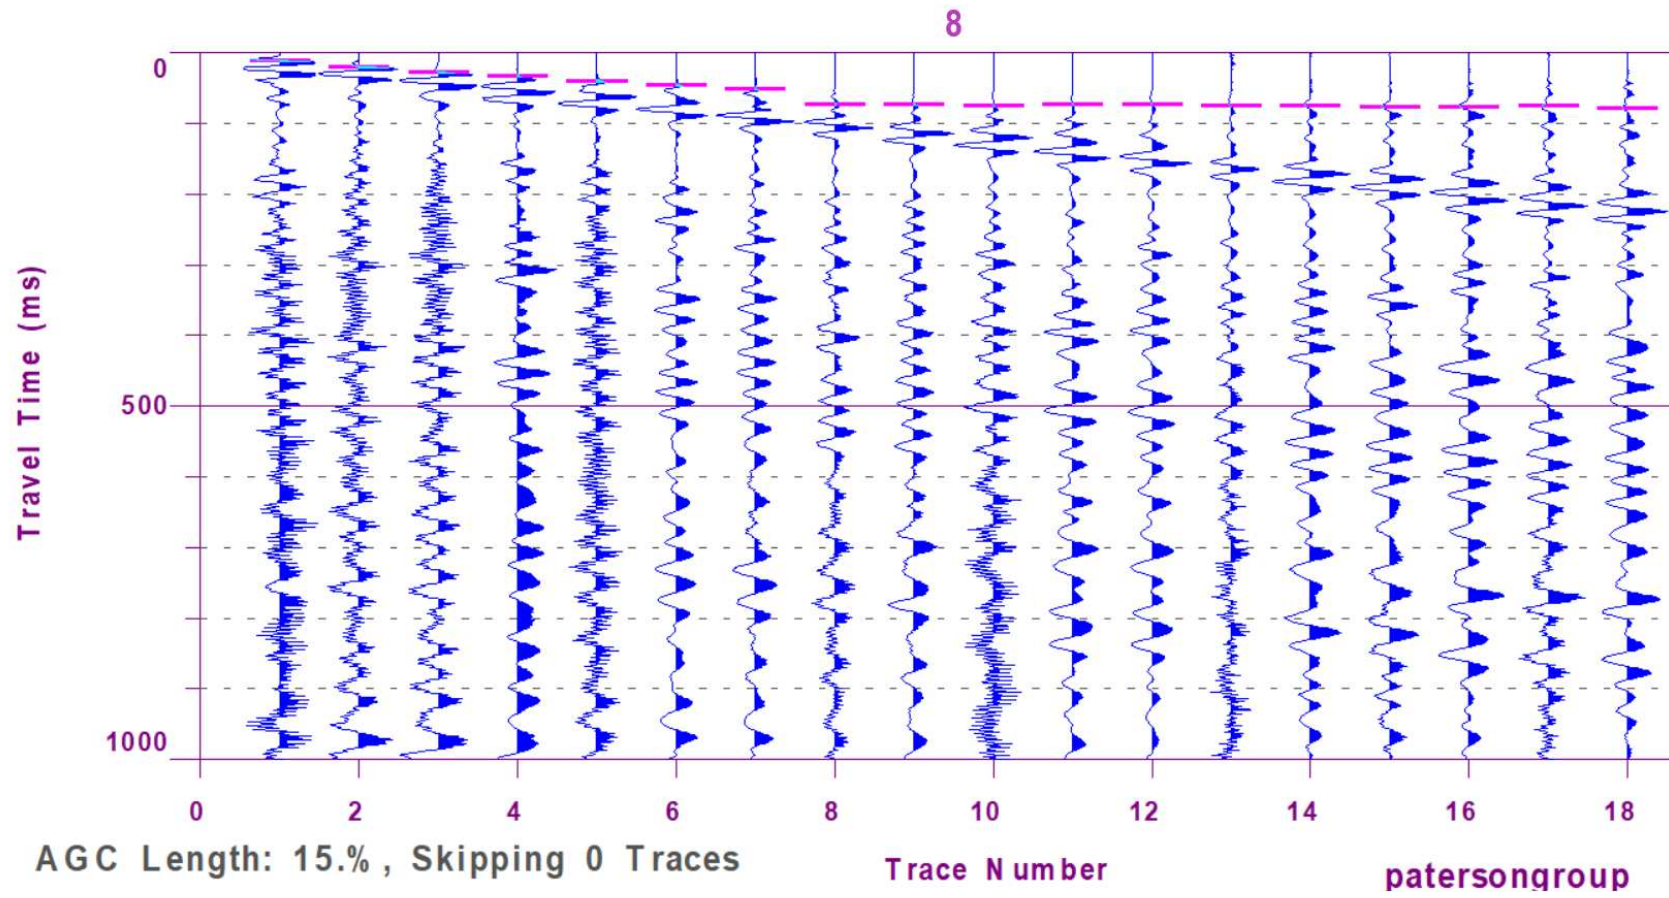 8
0
500
1000
Travel Time (ms)
0 2 4 6 8 10 12 14 16 18
AGC Length: 15.%, Skipping 0 Traces
Trace Number
patersongroup